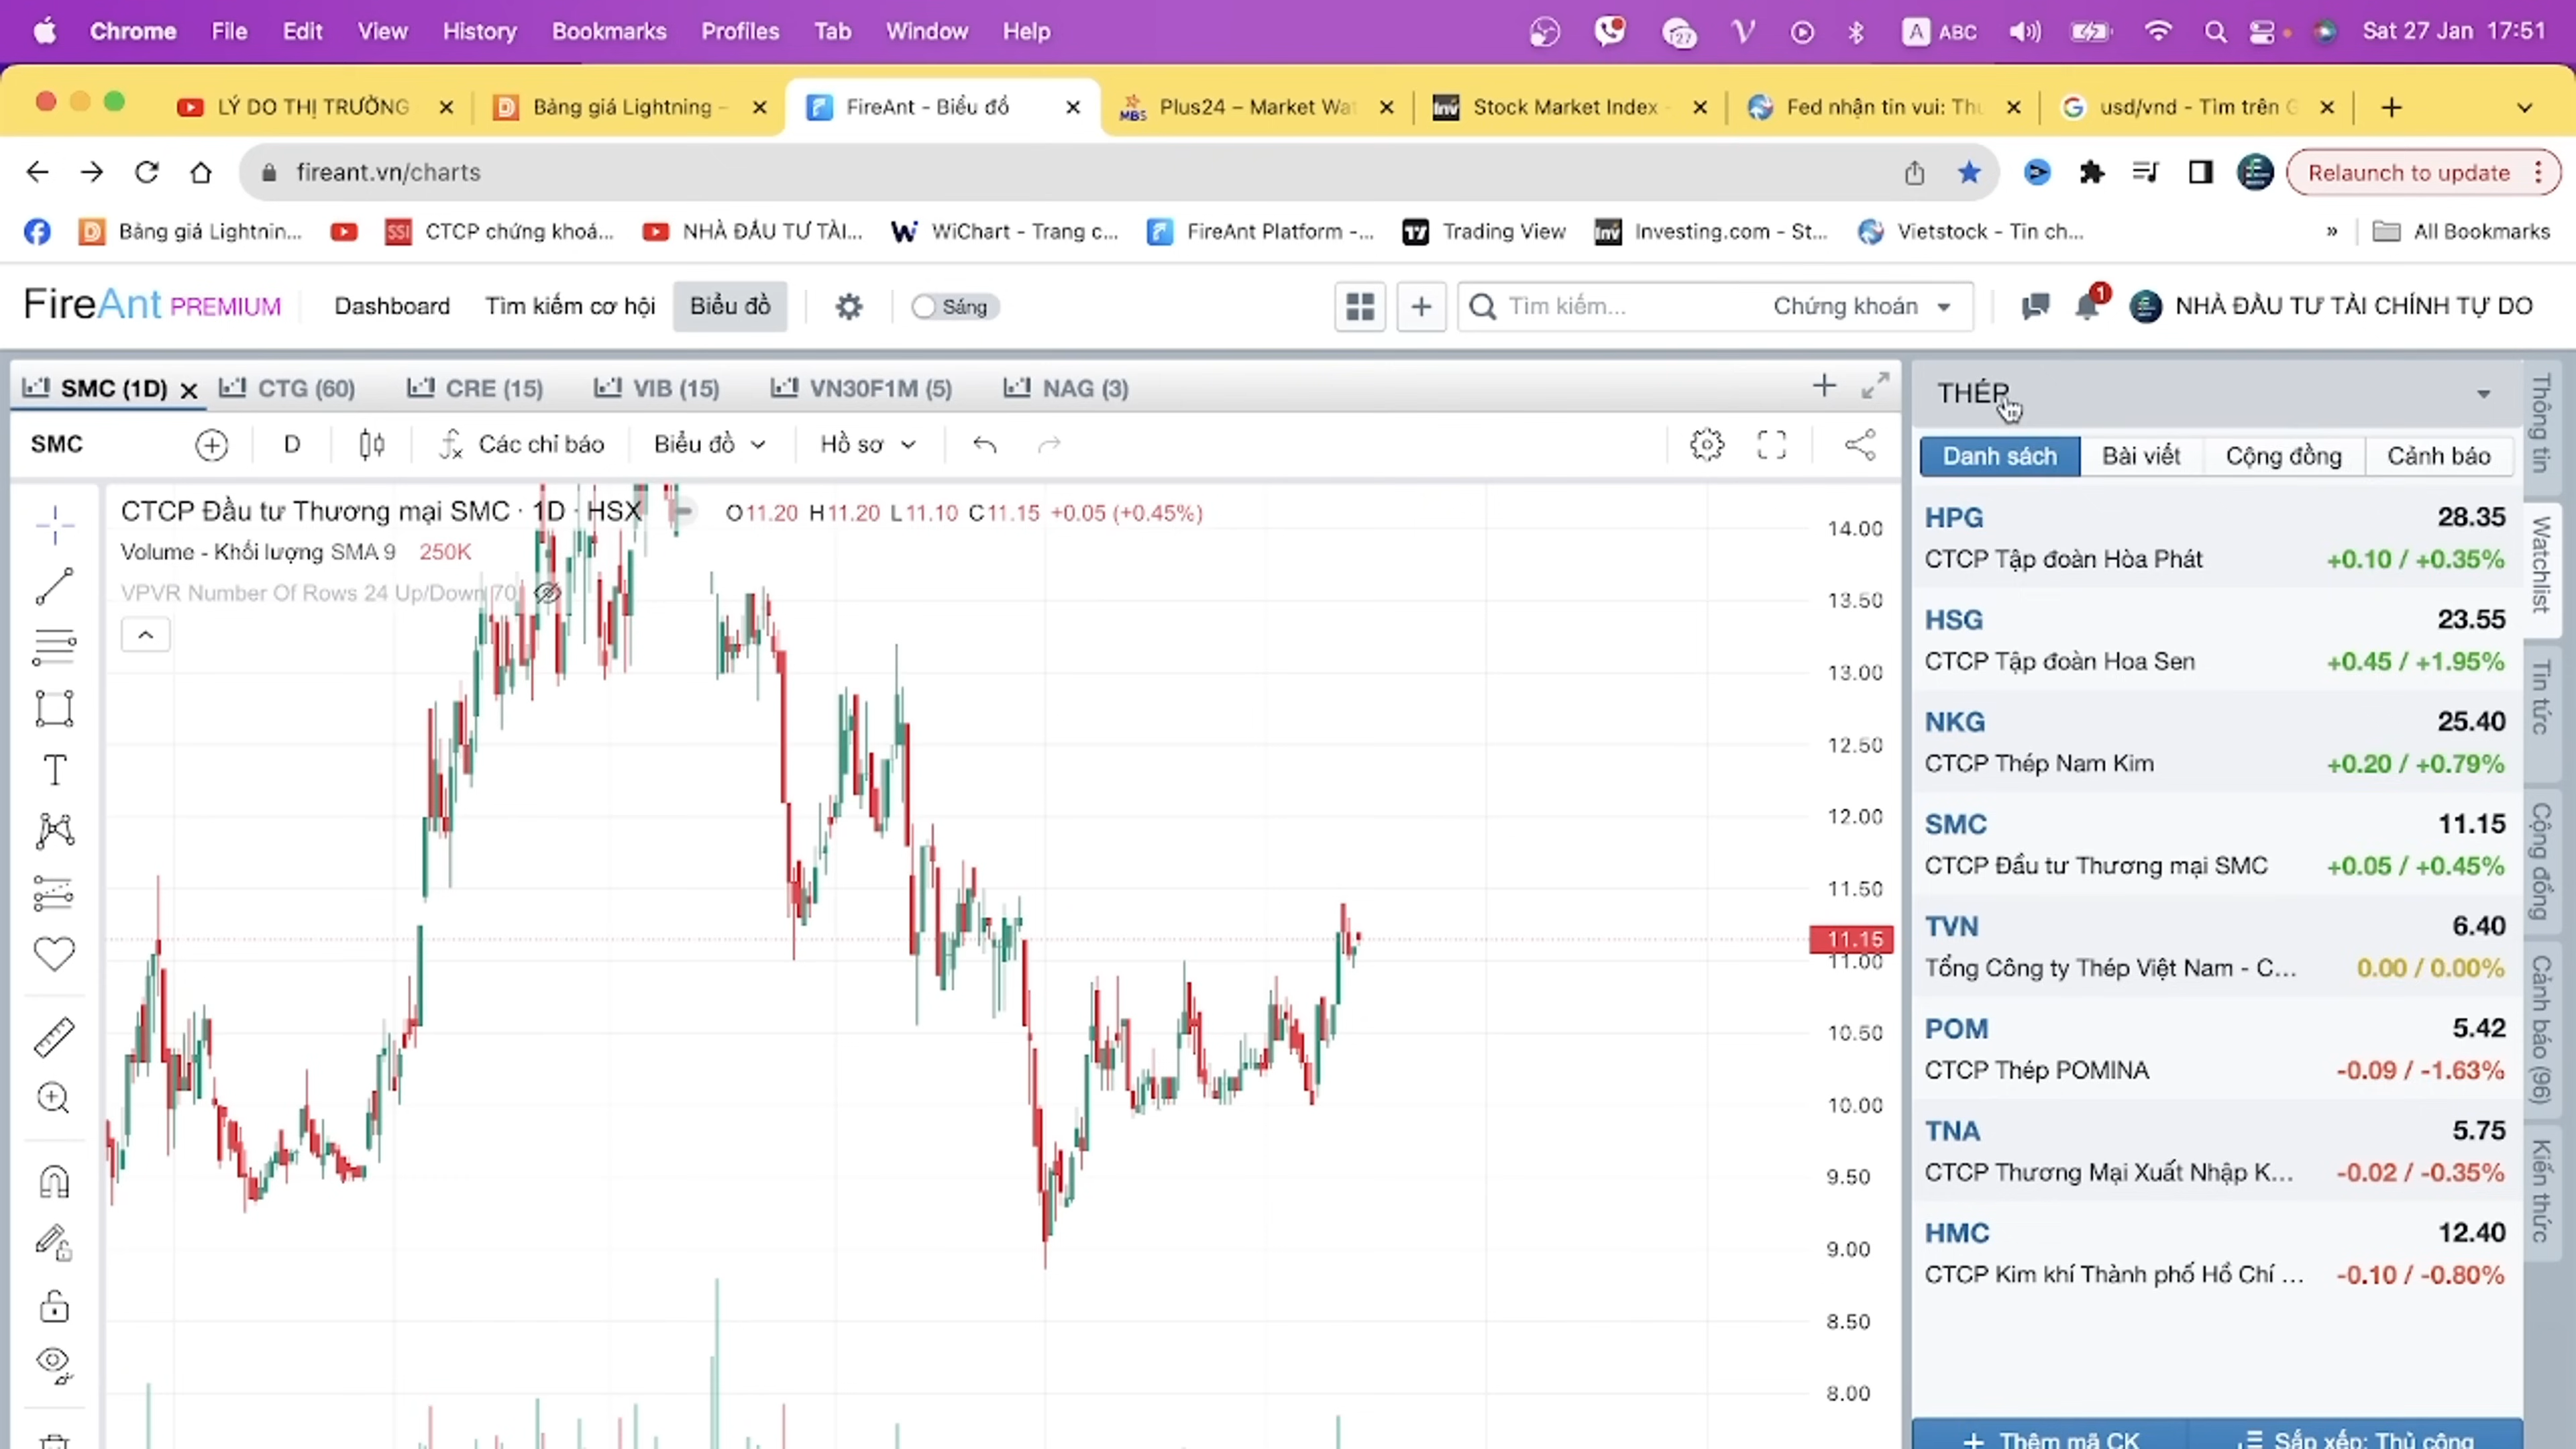 Chrome File Edit View History Bookmarks Profiles Tab Window Help 27 A ABC Sat 27 Jan 17:51
LÝ DO THỊ TRƯỜNG Bảng giá Lightning – FireAnt - Biểu đồ Plus24 – Market Wat Stock Market Index - Fed nhận tin vui: Thu usd/vnd - Tìm trên G
fireant.vn/charts Relaunch to update
Bảng giá Lightnin... CTCP chứng khoá... NHÀ ĐẦU TƯ TÀI... WiChart - Trang c... FireAnt Platform -... Trading View Investing.com - St... Vietstock - Tin ch... » All Bookmarks
FireAnt PREMIUM Dashboard Tìm kiếm cơ hội Biểu đồ Sáng Tìm kiếm... Chứng khoán 1 NHÀ ĐẦU TƯ TÀI CHÍNH TỰ DO
SMC (1D) CTG (60) CRE (15) VIB (15) VN30F1M (5) NAG (3)
SMC D Các chỉ báo Biểu đồ Hồ sơ
CTCP Đầu tư Thương mại SMC · 1D · HSX O11.20 H11.20 L11.10 C11.15 +0.05 (+0.45%)
Volume - Khối lượng SMA 9 250K
VPVR Number Of Rows 24 Up/Down 70
14.00
13.50
13.00
12.50
12.00
11.50
11.15
11.00
10.50
10.00
9.50
9.00
8.50
8.00
THÉP
Danh sách Bài viết Cộng đồng Cảnh báo
HPG 28.35
CTCP Tập đoàn Hòa Phát +0.10 / +0.35%
HSG 23.55
CTCP Tập đoàn Hoa Sen +0.45 / +1.95%
NKG 25.40
CTCP Thép Nam Kim +0.20 / +0.79%
SMC 11.15
CTCP Đầu tư Thương mại SMC +0.05 / +0.45%
TVN 6.40
Tổng Công ty Thép Việt Nam - C... 0.00 / 0.00%
POM 5.42
CTCP Thép POMINA -0.09 / -1.63%
TNA 5.75
CTCP Thương Mại Xuất Nhập K... -0.02 / -0.35%
HMC 12.40
CTCP Kim khí Thành phố Hồ Chí ... -0.10 / -0.80%
+ Thêm mã CK Sắp xếp: Thủ công
Thông tin
Watchlist
Tin tức
Cộng đồng
Cảnh báo (96)
Kiến thức